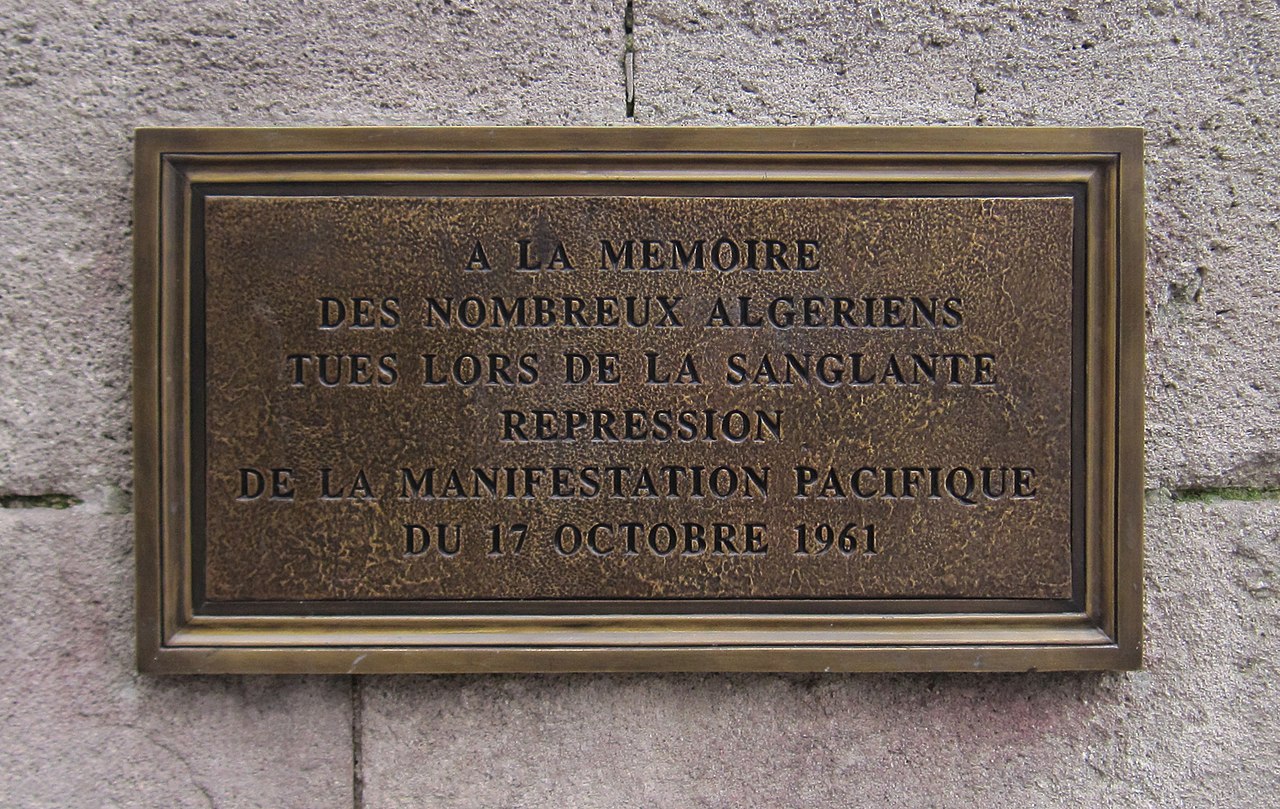 A LA MEMOIRE
DES NOMBREUX ALGERIENS
TUES LORS DE LA SANGLANTE
REPRESSION
DE LA MANIFESTATION PACIFIQUE
DU 17 OCTOBRE 1961